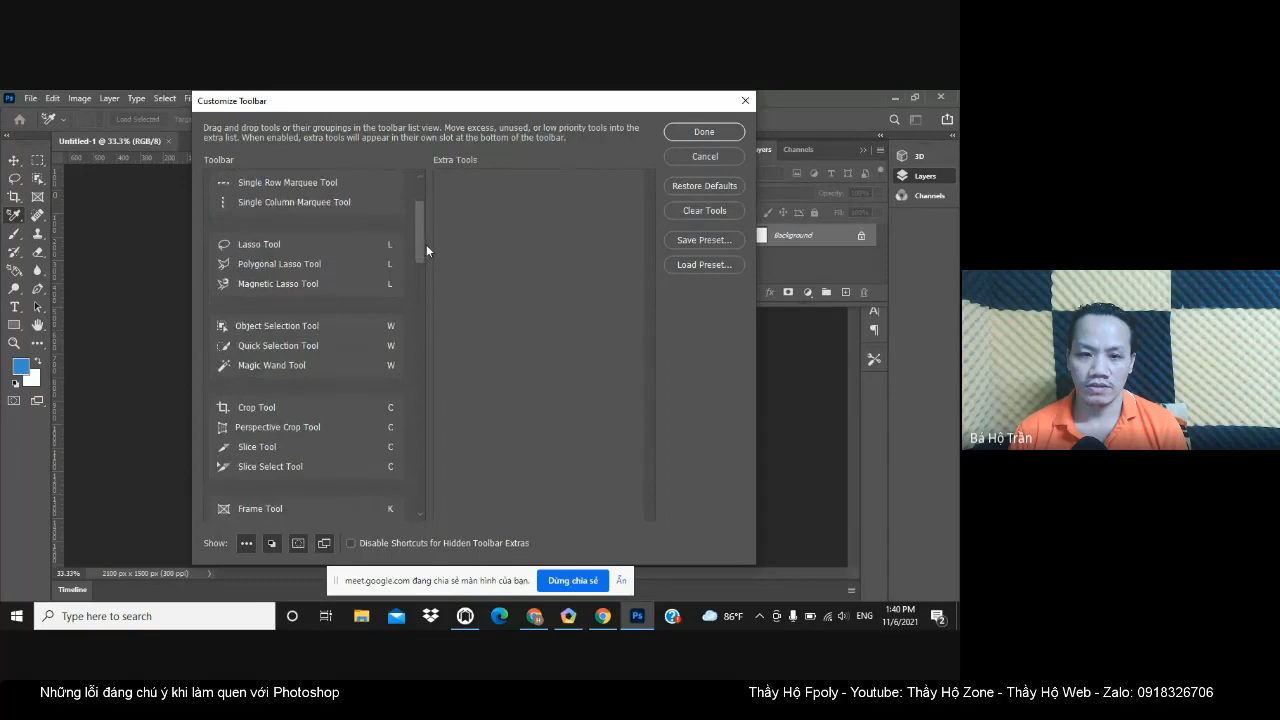 Ps File Edit Image Layer Type Select
Customize Toolbar
Load Selected
Untitled-1 @ 33.3% (RGB/8)
Drag and drop tools or their groupings in the toolbar list view. Move excess, unused, or low priority tools into the
extra list. When enabled, extra tools will appear in their own slot at the bottom of the toolbar.
Toolbar
Extra Tools
Single Row Marquee Tool
Single Column Marquee Tool
Lasso Tool L
Polygonal Lasso Tool L
Magnetic Lasso Tool L
Object Selection Tool W
Quick Selection Tool W
Magic Wand Tool W
Crop Tool C
Perspective Crop Tool C
Slice Tool C
Slice Select Tool C
Frame Tool K
Show:
Disable Shortcuts for Hidden Toolbar Extras
Done
Cancel
Restore Defaults
Clear Tools
Save Preset...
Load Preset...
Channels
Opacity:
Fill:
Background
3D
Layers
Channels
33.33% 2100 px x 1500 px (300 ppi)
Timeline
meet.google.com đang chia sẻ màn hình của bạn.
Dừng chia sẻ
Ẩn
Type here to search
86°F
ENG
1:40 PM
11/6/2021
2
Bá Hộ Trần
Những lỗi đáng chú ý khi làm quen với Photoshop
Thầy Hộ Fpoly - Youtube: Thầy Hộ Zone - Thầy Hộ Web - Zalo: 0918326706